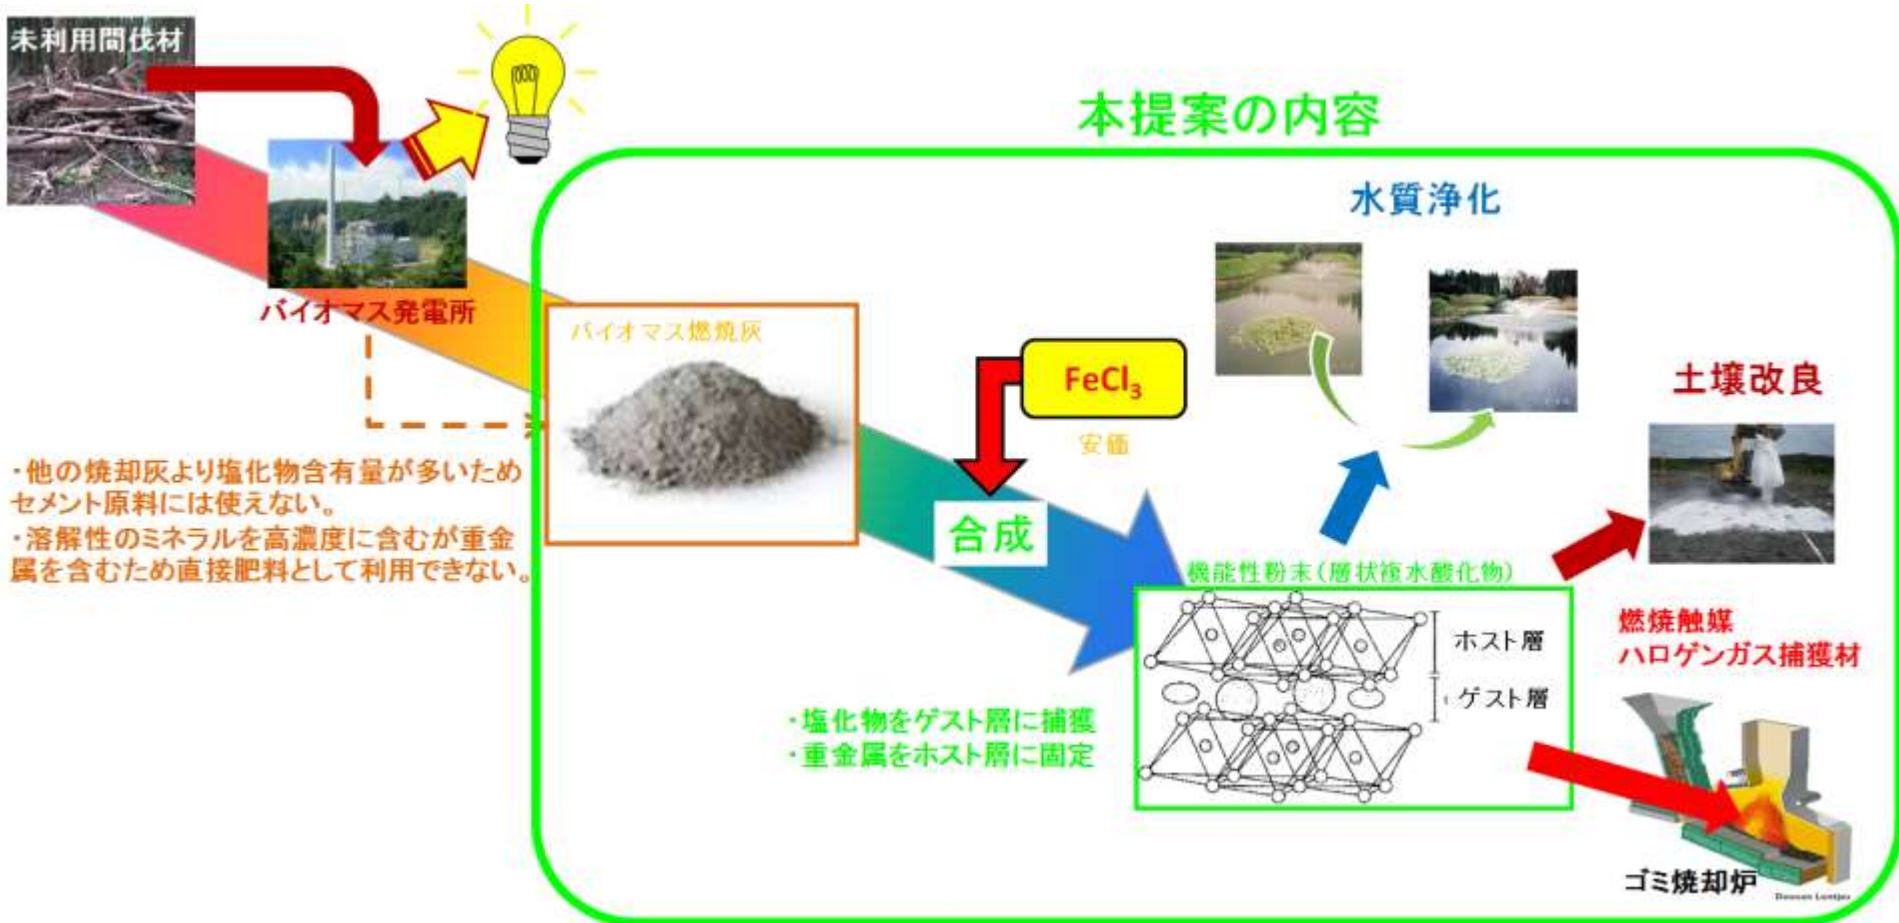 未利用間伐材
本提案の内容
水質浄化
バイオマス発電所
バイオマス燃焼灰
FeCl₃
安価
土壌改良
・他の焼却灰より塩化物含有量が多いため
セメント原料には使えない。
・溶解性のミネラルを高濃度に含むが重金
属を含むため直接肥料として利用できない。
合成
機能性粉末(層状複水酸化物)
ホスト層
ゲスト層
燃焼触媒
ハロゲンガス捕獲材
・塩化物をゲスト層に捕獲
・重金属をホスト層に固定
ゴミ焼却炉